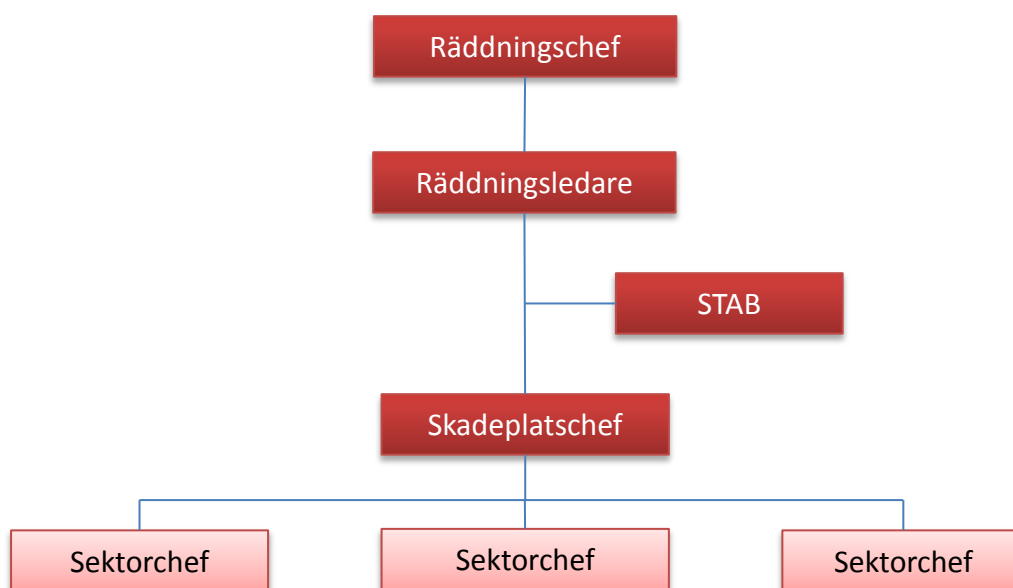 Räddningschef
Räddningsledare
STAB
Skadeplatschef
Sektorchef
Sektorchef
Sektorchef